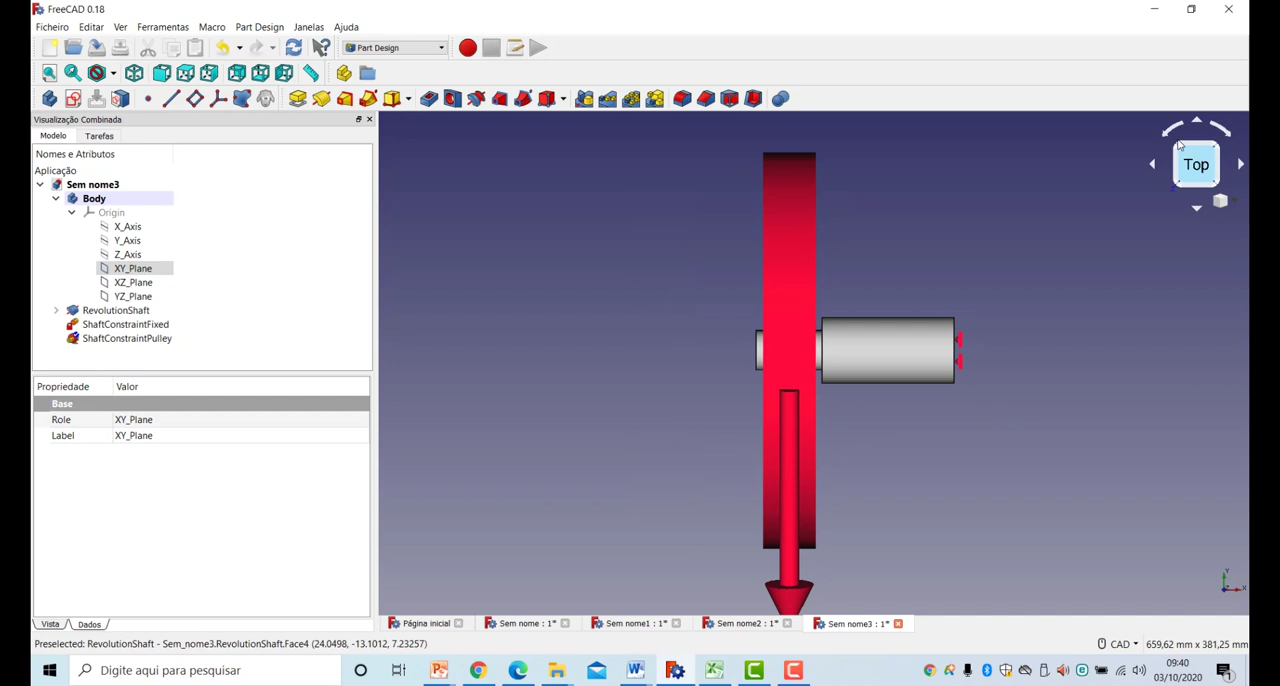 FreeCAD 0.18
Ficheiro Editar Ver Ferramentas Macro Part Design Janelas Ajuda
Part Design
Visualização Combinada
Modelo Tarefas
Nomes e Atributos
Aplicação
Sem nome3
Body
Origin
X_Axis
Y_Axis
Z_Axis
XY_Plane
XZ_Plane
YZ_Plane
RevolutionShaft
ShaftConstraintFixed
ShaftConstraintPulley
Propriedade Valor
Base
Role XY_Plane
Label XY_Plane
Vista Dados
Top
Z
Y
X
Página inicial Sem nome : 1* Sem nome1 : 1* Sem nome2 : 1* Sem nome3 : 1*
Preselected: RevolutionShaft - Sem_nome3.RevolutionShaft.Face4 (24.0498, -13.1012, 7.23257)
CAD 659,62 mm x 381,25 mm
Digite aqui para pesquisar
09:40
03/10/2020